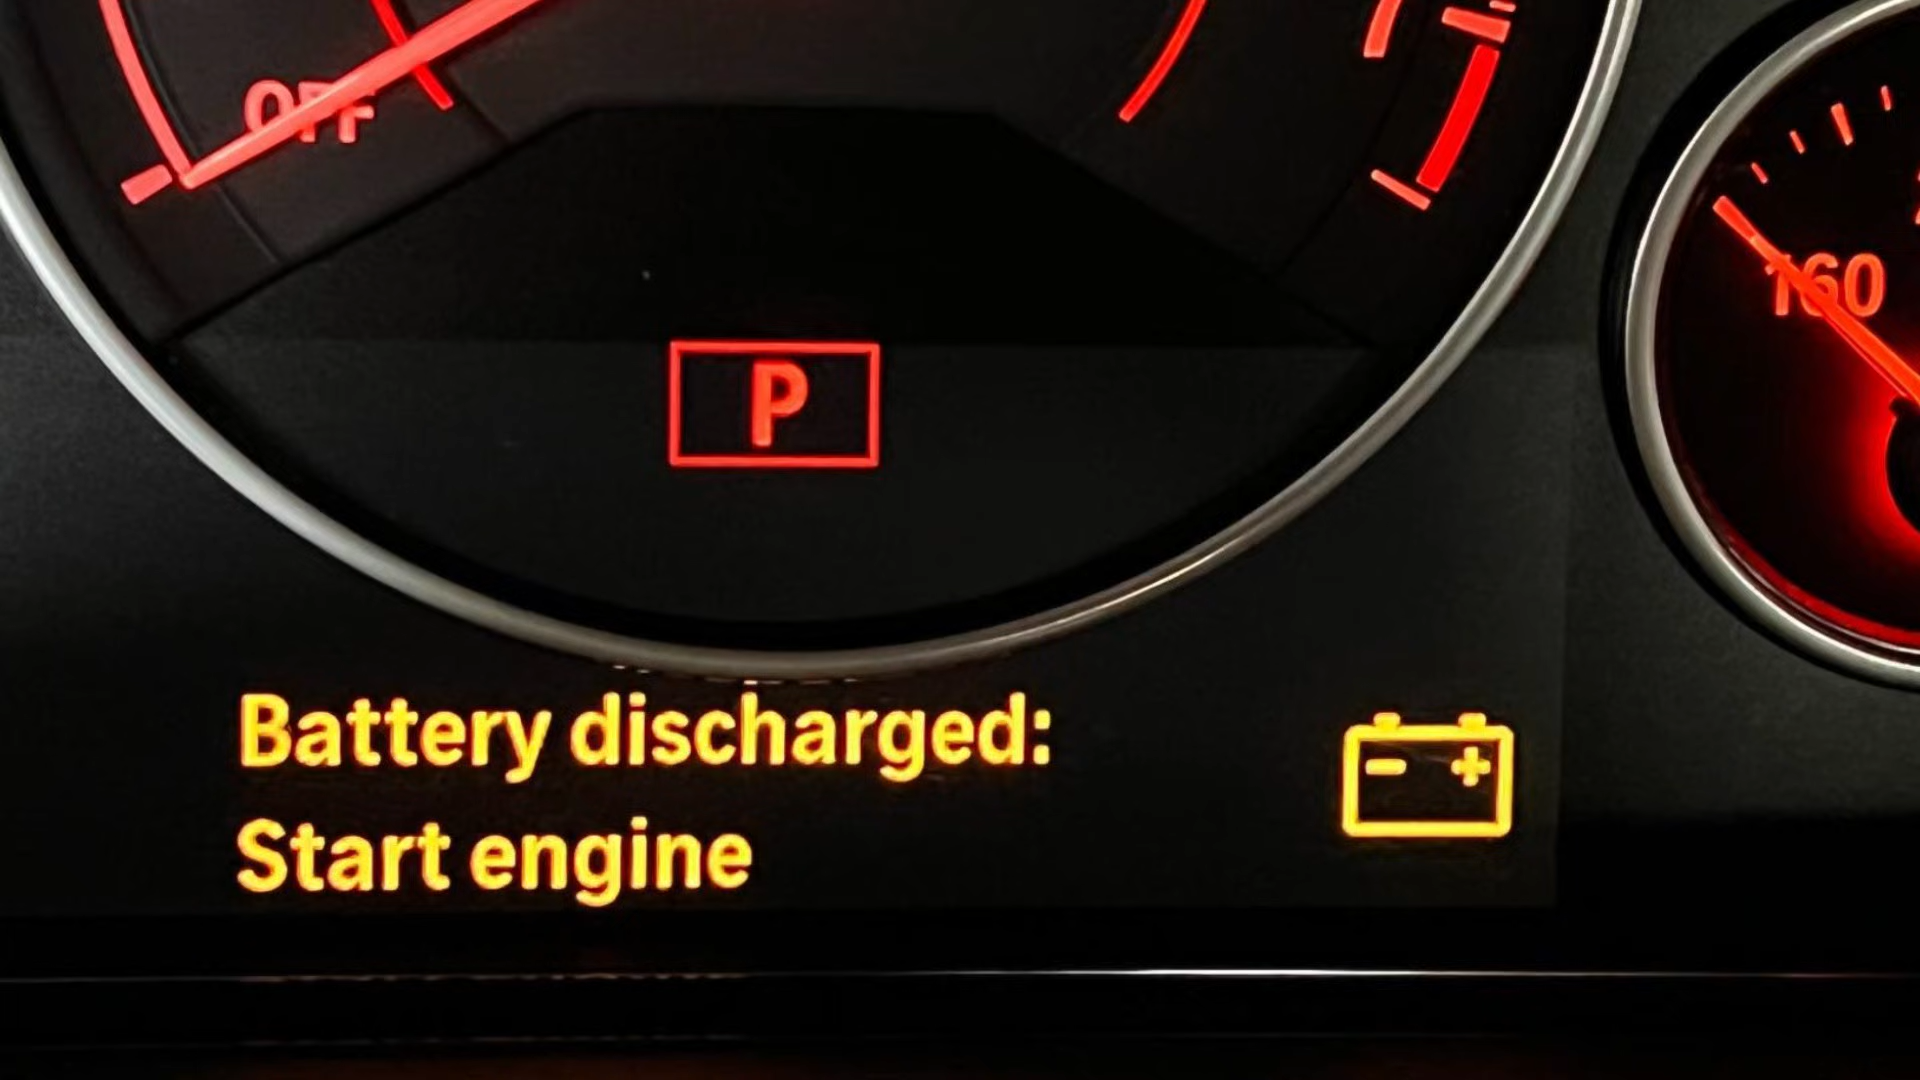 OFF
160
P
Battery discharged:
Start engine
- +